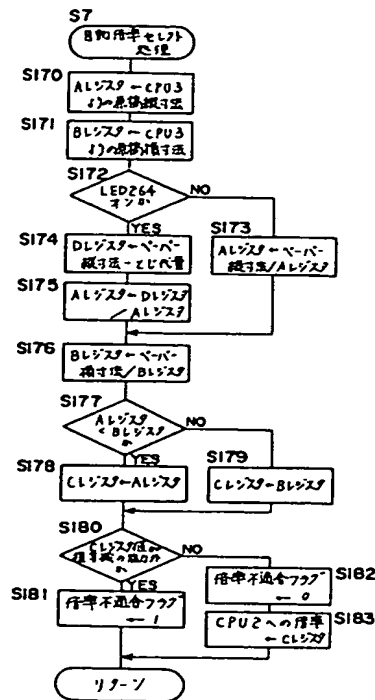 S7
自動倍率セレクト
処理
S170
Aレジスタ←CPU3
よりの原稿縦寸法
S171
Bレジスタ←CPU3
よりの原稿横寸法
S172
LED264
オンか
NO
YES
S173
Aレジスタ←ペーパー
縦寸法/Aレジスタ
S174
Dレジスタ←ペーパー
縦寸法-とじ代量
S175
Aレジスタ←Dレジスタ
/Aレジスタ
S176
Bレジスタ←ペーパー
横寸法/Bレジスタ
S177
Aレジスタ
<Bレジスタ
か
NO
YES
S178
Cレジスタ←Aレジスタ
S179
Cレジスタ←Bレジスタ
S180
Cレジスタ値が
か
NO
YES
S181
倍率不適合フラグ
←1
倍率不適合フラグ
←0
S182
CPU2への倍率
←Cレジスタ
S183
リターン